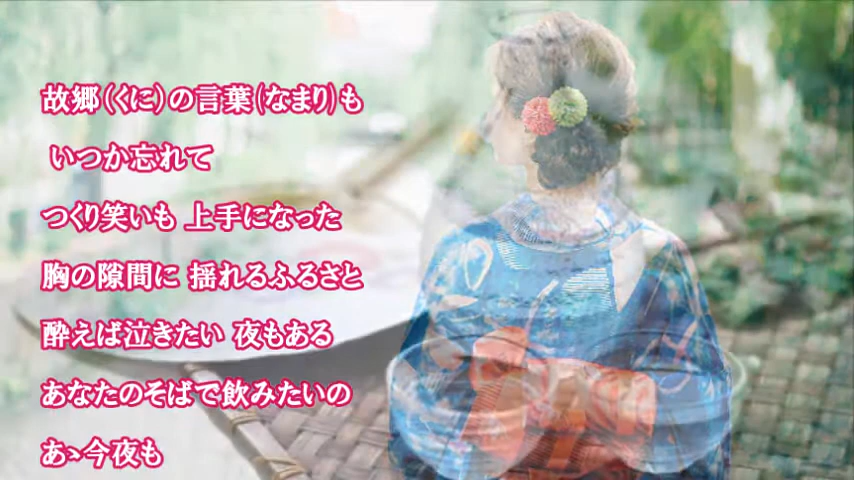 故郷（くに）の言葉(なまり)も
いつか忘れて
つくり笑いも 上手になった
胸の隙間に 揺れるふるさと
酔えば泣きたい 夜もある
あなたのそばで飲みたいの
あゝ今夜も